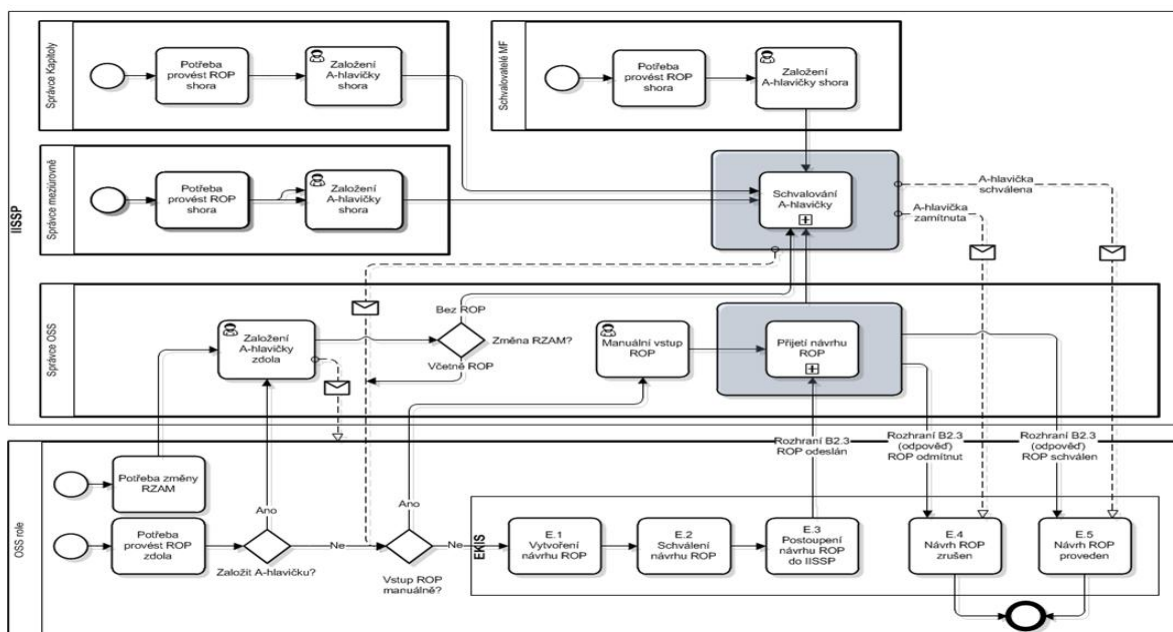 IISSP
Správce Kapitoly
Potřeba
provést ROP
shora
Založení
A-hlavičky
shora
Schvalovatelé MF
Potřeba
provést ROP
shora
Založení
A-hlavičky shora
Správce meziúrovně
Potřeba
provést ROP
shora
Založení
A-hlavičky
shora
Schvalování
A-hlavičky
A-hlavička
schválena
A-hlavička
zamítnuta
Správce OSS
Založení
A-hlavičky
zdola
Bez ROP
Změna RZAM?
Včetně ROP
Manuální vstup
ROP
Přijetí návrhu
ROP
Rozhraní B2.3
ROP odeslán
Rozhraní B2.3
(odpověď)
ROP odmítnut
Rozhraní B2.3
(odpověď)
ROP schválen
OSS role
Potřeba změny
RZAM
Potřeba
provést ROP
zdola
Ano
Založit A-hlavičku?
Ne
Ano
Vstup ROP
manuálně?
Ne
EKIS
E.1
Vytvoření
návrhu ROP
E.2
Schválení
návrhu ROP
E.3
Postoupení
návrhu ROP
do IISSP
E.4
Návrh ROP
zrušen
E.5
Návrh ROP
proveden